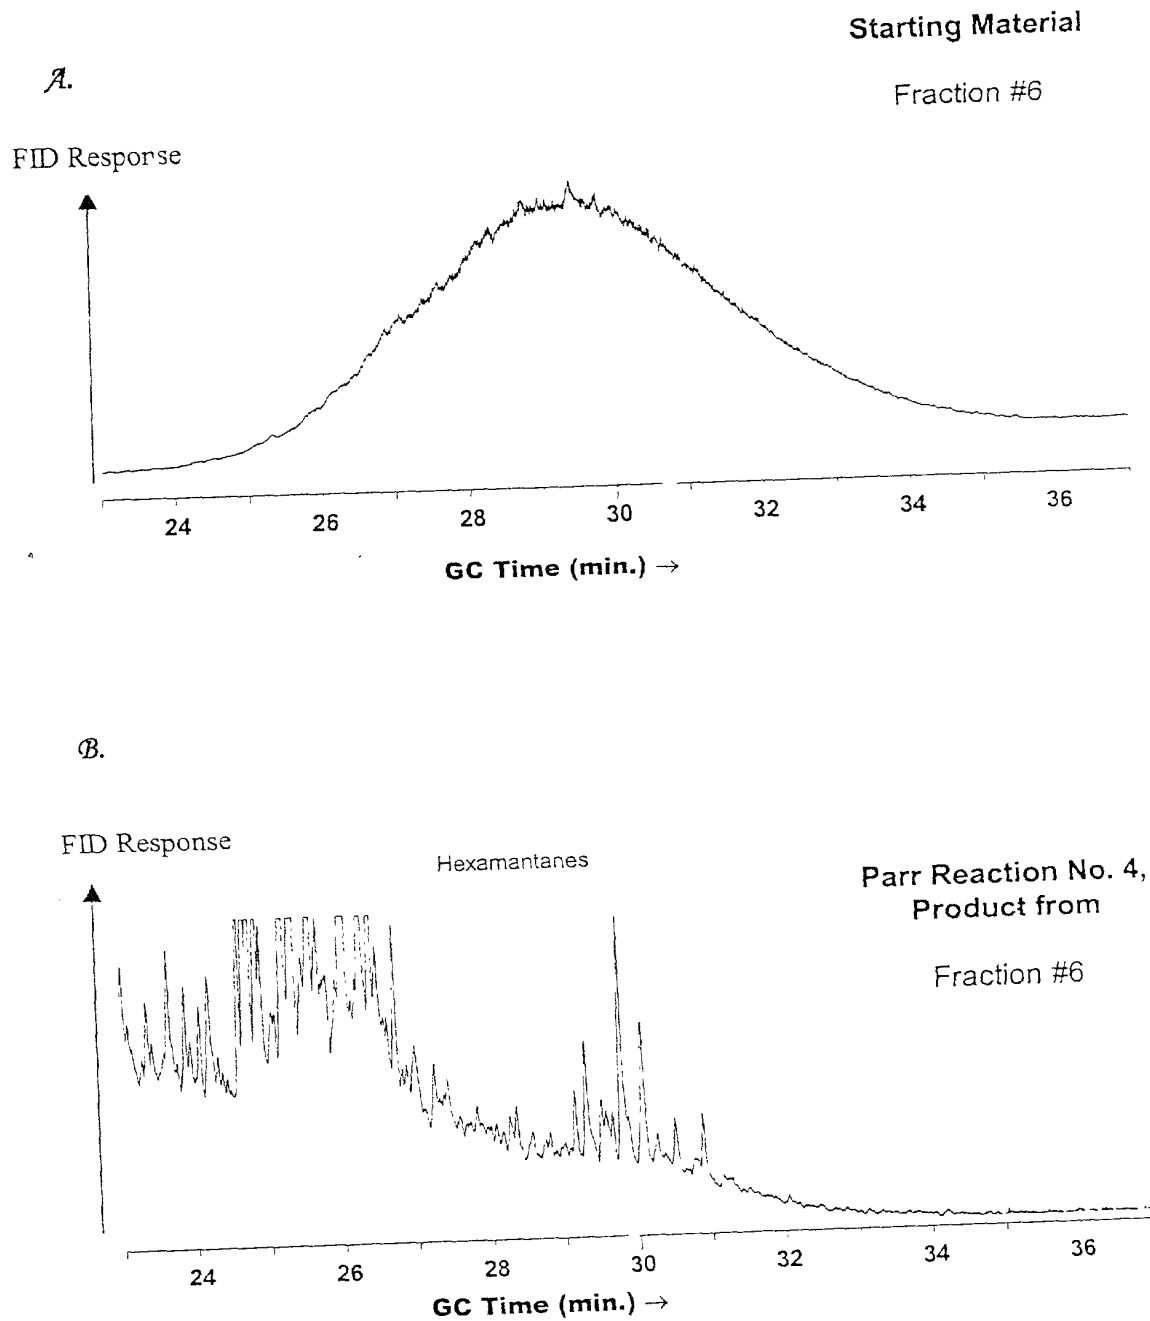 Starting Material
A.
Fraction #6
FID Response
24 26 28 30 32 34 36
GC Time (min.) →
B.
FID Response
Hexamantanes
Parr Reaction No. 4,
Product from
Fraction #6
24 26 28 30 32 34 36
GC Time (min.) →